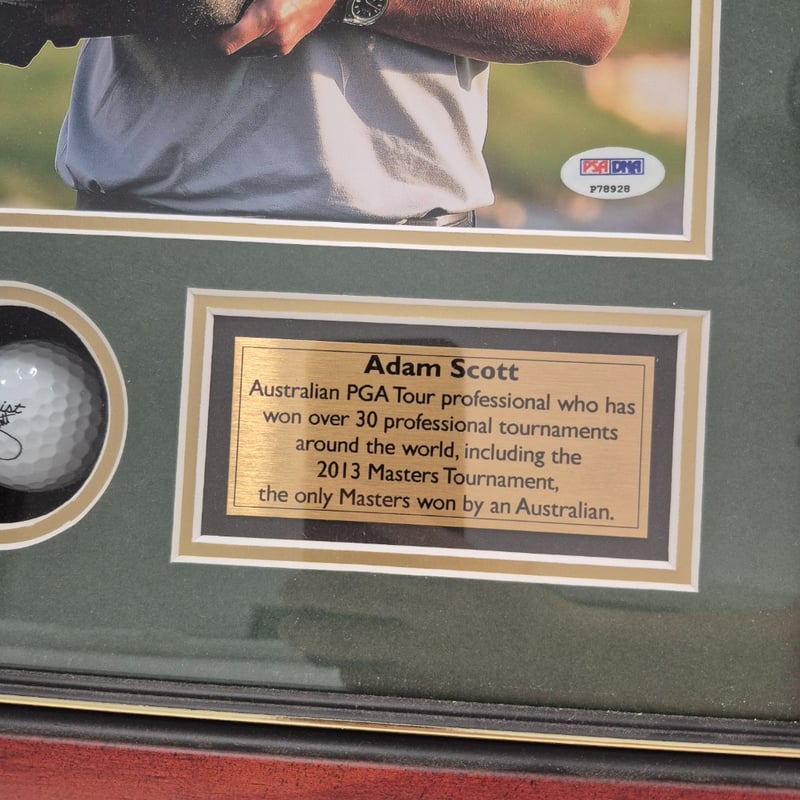 PSA DNA
P78928
Adam Scott
Australian PGA Tour professional who has
won over 30 professional tournaments
around the world, including the
2013 Masters Tournament,
the only Masters won by an Australian.